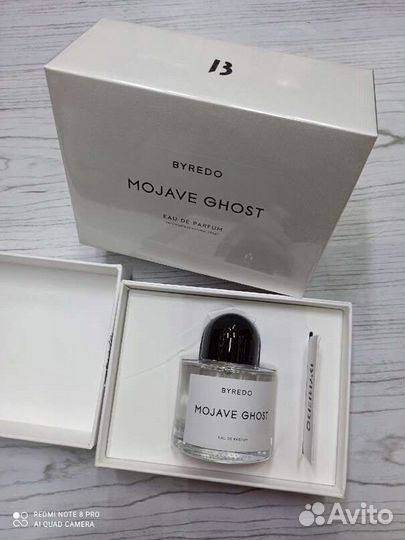 13
BYREDO
MOJAVE GHOST
EAU DE PARFUM
BYREDO
MOJAVE GHOST
EAU DE PARFUM
BYREDO
REDMI NOTE 8 PRO
AI QUAD CAMERA
Avito